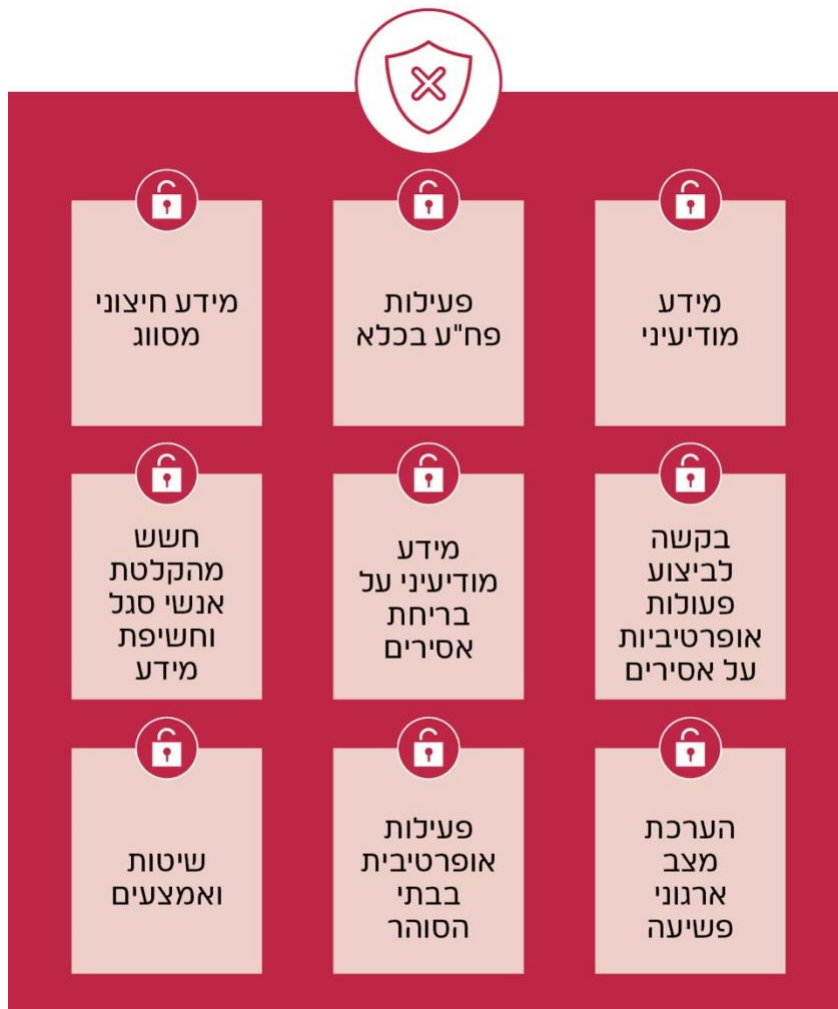 מידע
מודיעיני
פעילות
פח"ע בכלא
מידע חיצוני
מסווג
בקשה
לביצוע
פעולות
אופרטיביות
על אסירים
מידע
מודיעיני על
בריחת
אסירים
חשש
מהקלטת
אנשי סגל
וחשיפת
מידע
הערכת
מצב
ארגוני
פשיעה
פעילות
אופרטיבית
בבתי
הסוהר
שיטות
ואמצעים